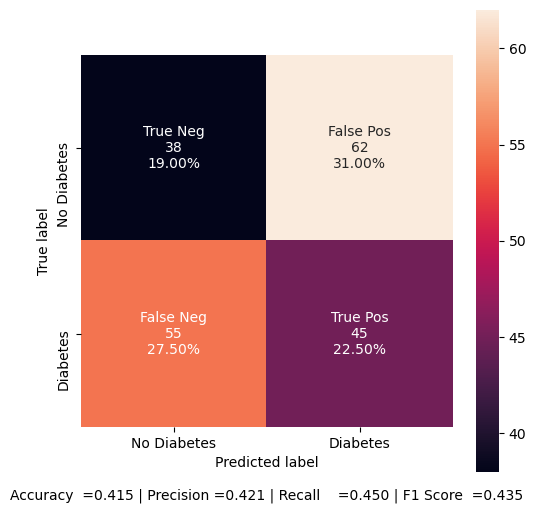 True Neg
38
19.00%
False Pos
62
31.00%
False Neg
55
27.50%
True Pos
45
22.50%
True label
No Diabetes
Diabetes
No Diabetes
Diabetes
Predicted label
60
55
50
45
40
Accuracy =0.415 | Precision =0.421 | Recall =0.450 | F1 Score =0.435